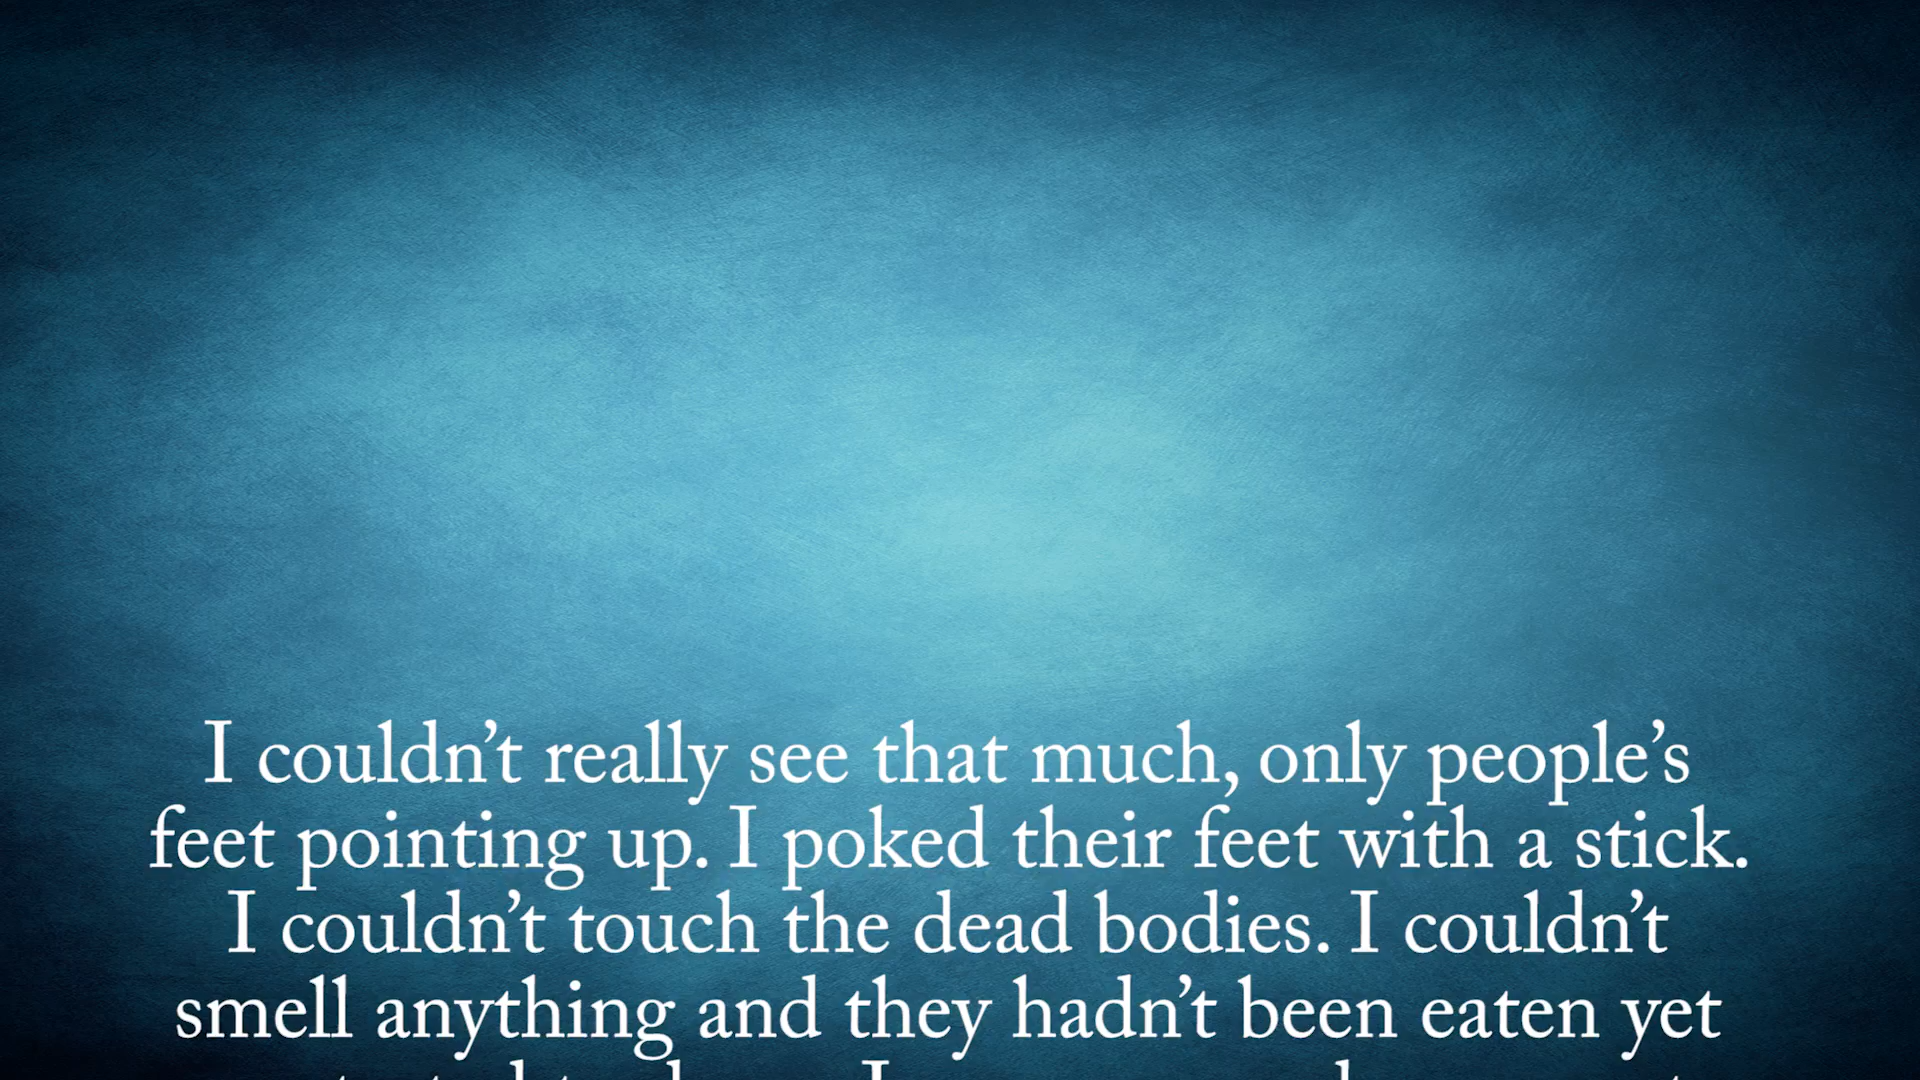 I couldn’t really see that much, only people’s
feet pointing up. I poked their feet with a stick.
I couldn’t touch the dead bodies. I couldn’t
smell anything and they hadn’t been eaten yet